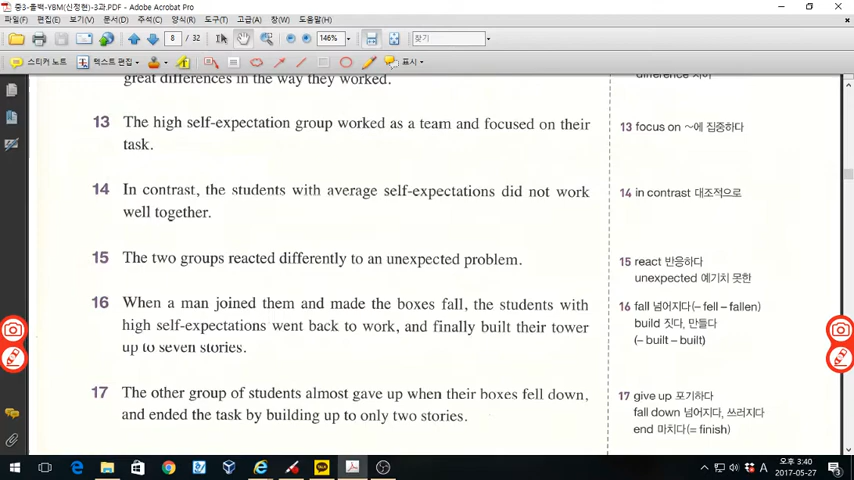 중3-올백-YBM(신정현)-3과.PDF - Adobe Acrobat Pro
파일(F) 편집(E) 보기(V) 문서(D) 주석(C) 양식(R) 도구(T) 고급(A) 창(W) 도움말(H)
8 / 32 146% 찾기
스티커 노트 텍스트 편집 표시
great differences in the way they worked.
difference 차이
13 The high self-expectation group worked as a team and focused on their
task.
13 focus on ~에 집중하다
14 In contrast, the students with average self-expectations did not work
well together.
14 in contrast 대조적으로
15 The two groups reacted differently to an unexpected problem.
15 react 반응하다
unexpected 예기치 못한
16 When a man joined them and made the boxes fall, the students with
high self-expectations went back to work, and finally built their tower
up to seven stories.
16 fall 넘어지다(– fell – fallen)
build 짓다, 만들다
(– built – built)
17 The other group of students almost gave up when their boxes fell down,
and ended the task by building up to only two stories.
17 give up 포기하다
fall down 넘어지다, 쓰러지다
end 마치다(= finish)
A 오후 3:40
2017-05-27
3